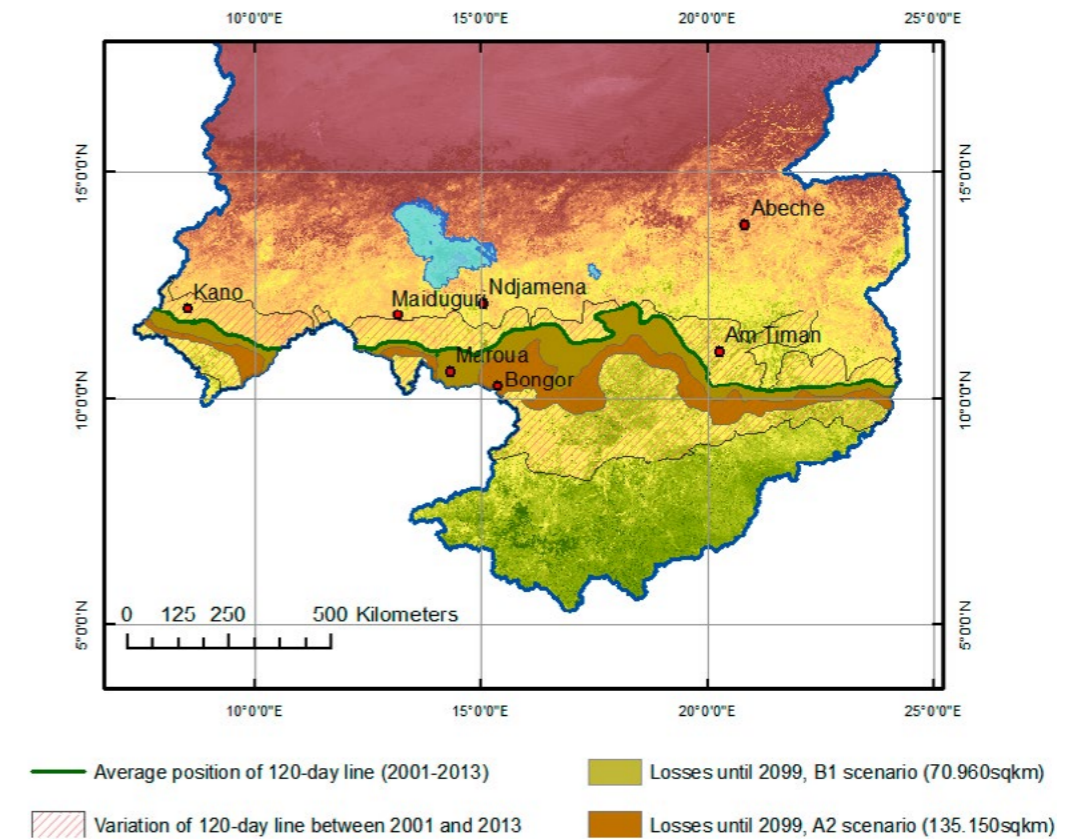 10°0'0"E 15°0'0"E 20°0'0"E 25°0'0"E
15°0'0"N 15°0'0"N
Abeche
Kano
Maiduguri
Ndjamena
Am Timan
Maroua
Bongor
10°0'0"N 10°0'0"N
0 125 250 500 Kilometers
5°0'0"N 5°0'0"N
10°0'0"E 15°0'0"E 20°0'0"E 25°0'0"E
Average position of 120-day line (2001-2013)
Losses until 2099, B1 scenario (70.960sqkm)
Variation of 120-day line between 2001 and 2013
Losses until 2099, A2 scenario (135.150sqkm)